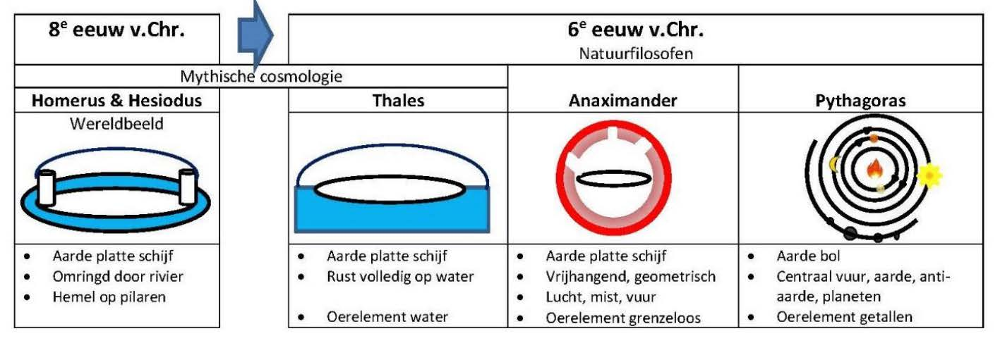 8e eeuw v.Chr.
6e eeuw v.Chr.
Natuurfilosofen
Mythische cosmologie
Homerus & Hesiodus
Thales
Anaximander
Pythagoras
Wereldbeeld
• Aarde platte schijf
• Omringd door rivier
• Hemel op pilaren
• Aarde platte schijf
• Rust volledig op water
• Oerelement water
• Aarde platte schijf
• Vrijhangend, geometrisch
• Lucht, mist, vuur
• Oerelement grenzeloos
• Aarde bol
• Centraal vuur, aarde, anti-
aarde, planeten
• Oerelement getallen